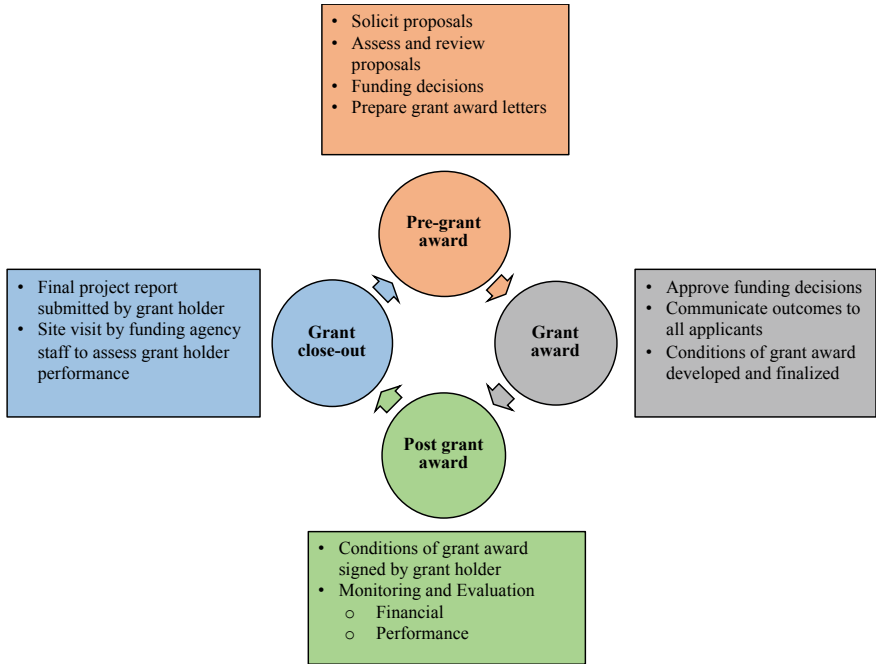 • Solicit proposals
• Assess and review
proposals
• Funding decisions
• Prepare grant award letters
Pre-grant
award
• Final project report
submitted by grant holder
• Site visit by funding agency
staff to assess grant holder
performance
Grant
close-out
Grant
award
• Approve funding decisions
• Communicate outcomes to
all applicants
• Conditions of grant award
developed and finalized
Post grant
award
• Conditions of grant award
signed by grant holder
• Monitoring and Evaluation
o Financial
o Performance